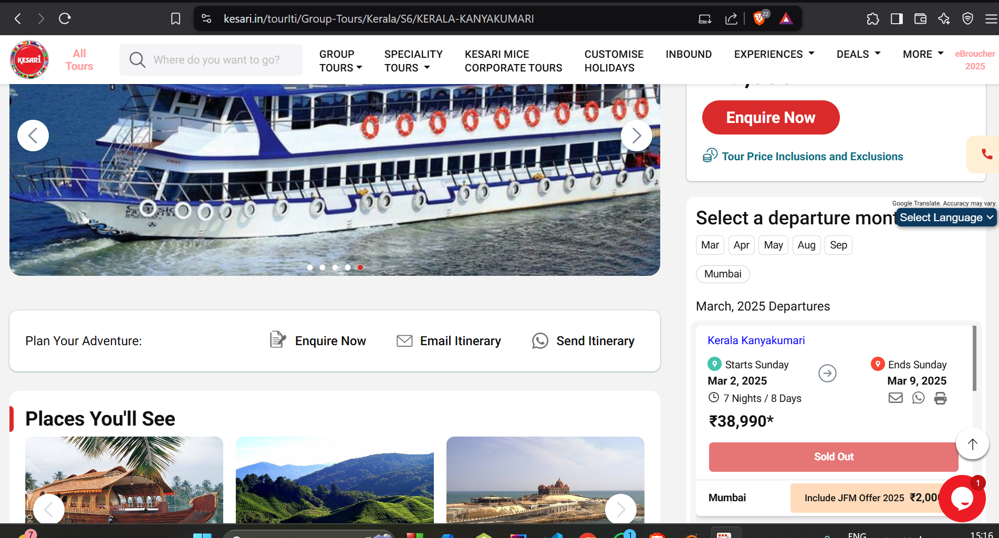 kesari.in/tourIti/Group-Tours/Kerala/S6/KERALA-KANYAKUMARI
22
KESARI
All
Tours
Where do you want to go?
GROUP
TOURS
SPECIALITY
TOURS
KESARI MICE
CORPORATE TOURS
CUSTOMISE
HOLIDAYS
INBOUND
EXPERIENCES
DEALS
MORE
eBroucher
2025
Enquire Now
Tour Price Inclusions and Exclusions
Google Translate. Accuracy may vary.
Select Language
Select a departure mont
Mar
Apr
May
Aug
Sep
Mumbai
March, 2025 Departures
Kerala Kanyakumari
Starts Sunday
Mar 2, 2025
Ends Sunday
Mar 9, 2025
7 Nights / 8 Days
₹38,990*
Sold Out
Mumbai
Include JFM Offer 2025 ₹2,00
1
Plan Your Adventure:
Enquire Now
Email Itinerary
Send Itinerary
Places You'll See
7
1
ENG
15:16